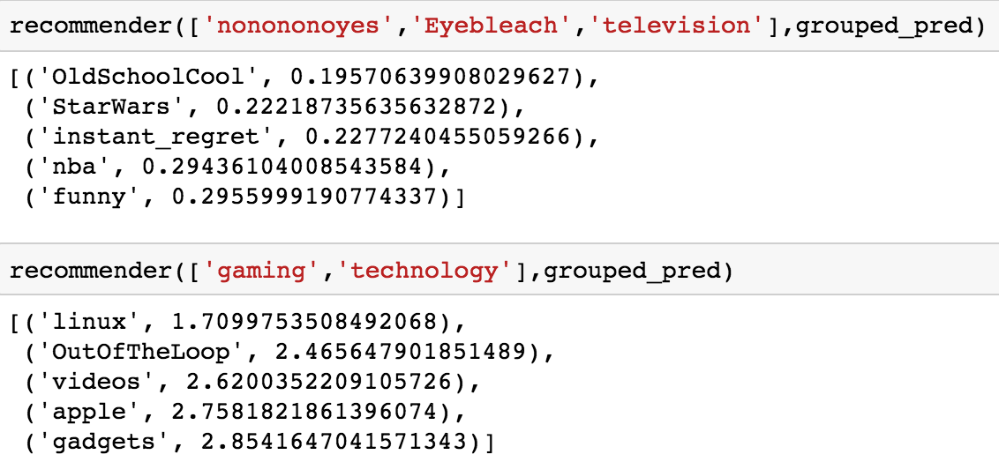 recommender(['nonononoyes','Eyebleach','television'],grouped_pred)
[('OldSchoolCool', 0.19570639908029627),
('StarWars', 0.22218735635632872),
('instant_regret', 0.2277240455059266),
('nba', 0.29436104008543584),
('funny', 0.2955999190774337)]
recommender(['gaming','technology'],grouped_pred)
[('linux', 1.7099753508492068),
('OutOfTheLoop', 2.465647901851489),
('videos', 2.6200352209105726),
('apple', 2.7581821861396074),
('gadgets', 2.8541647041571343)]